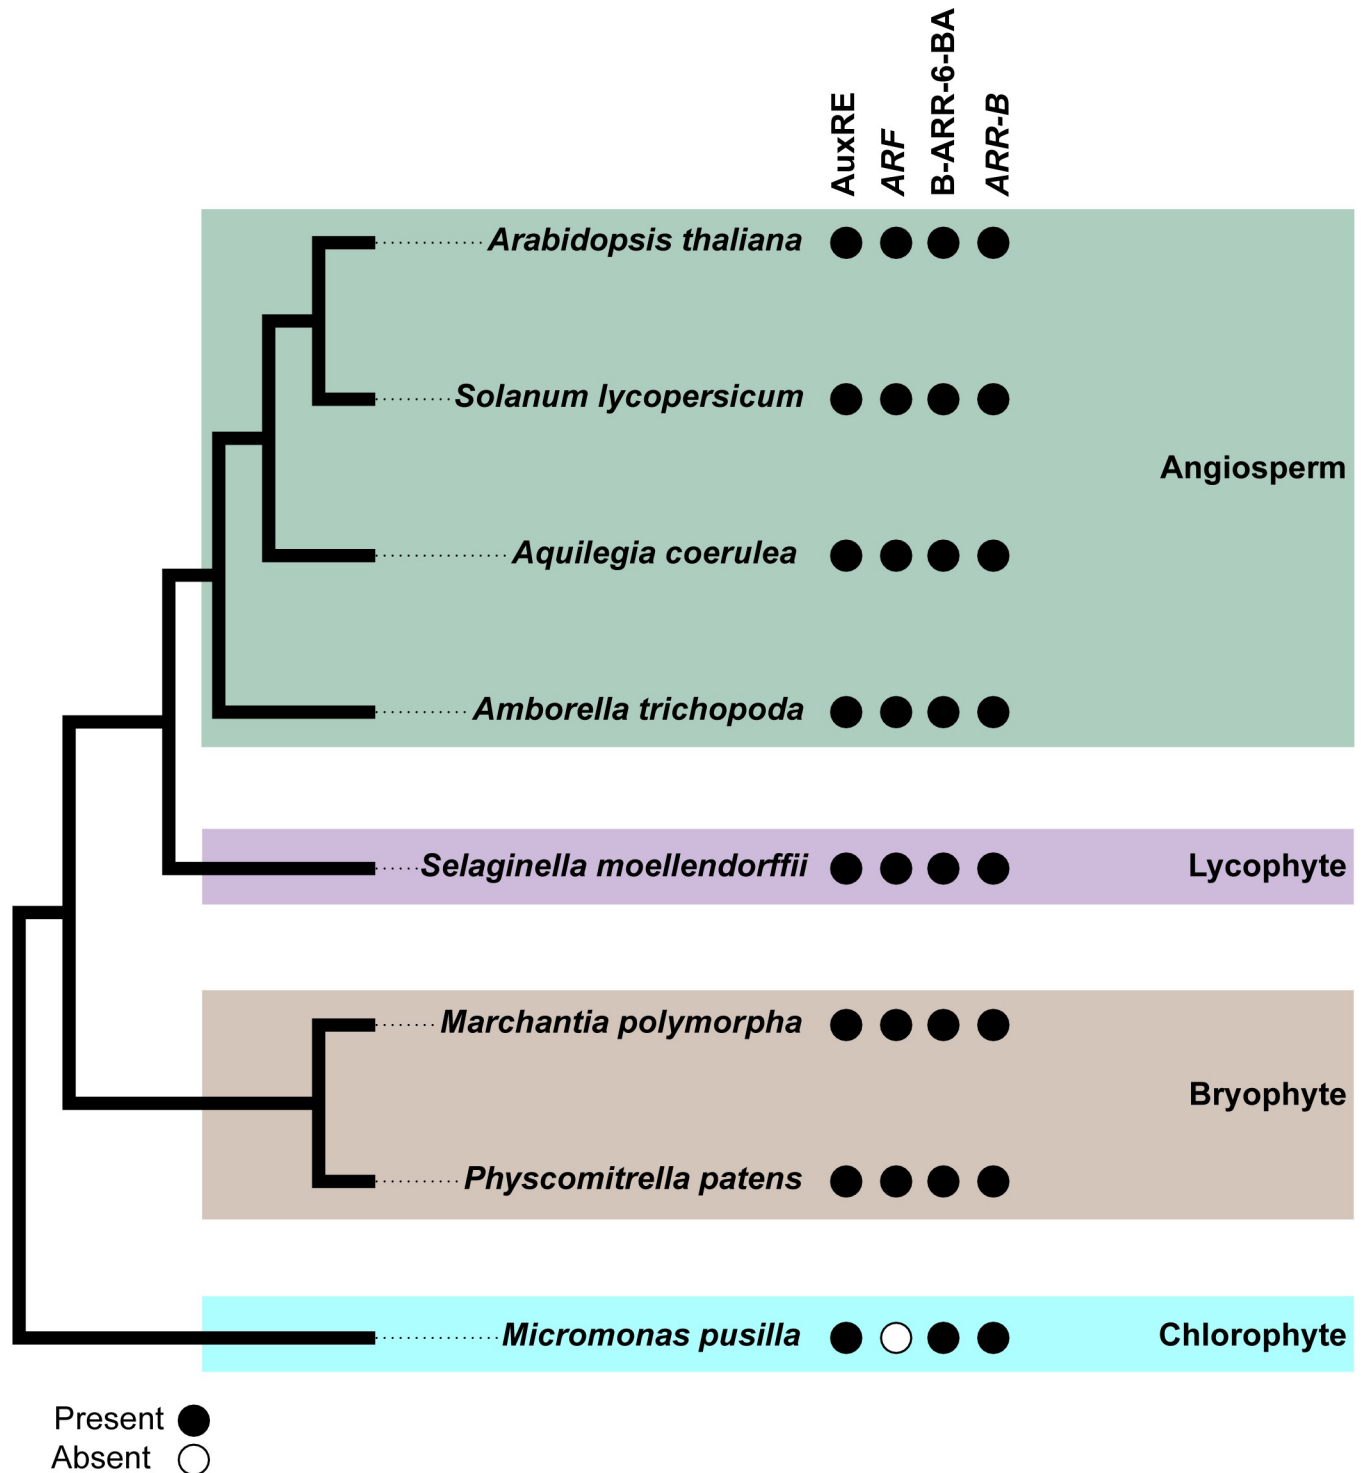 AuxRE
ARF
B-ARR-6-BA
ARR-B
Arabidopsis thaliana
Solanum lycopersicum
Angiosperm
Aquilegia coerulea
Amborella trichopoda
Selaginella moellendorffii
Lycophyte
Marchantia polymorpha
Bryophyte
Physcomitrella patens
Micromonas pusilla
Chlorophyte
Present
Absent